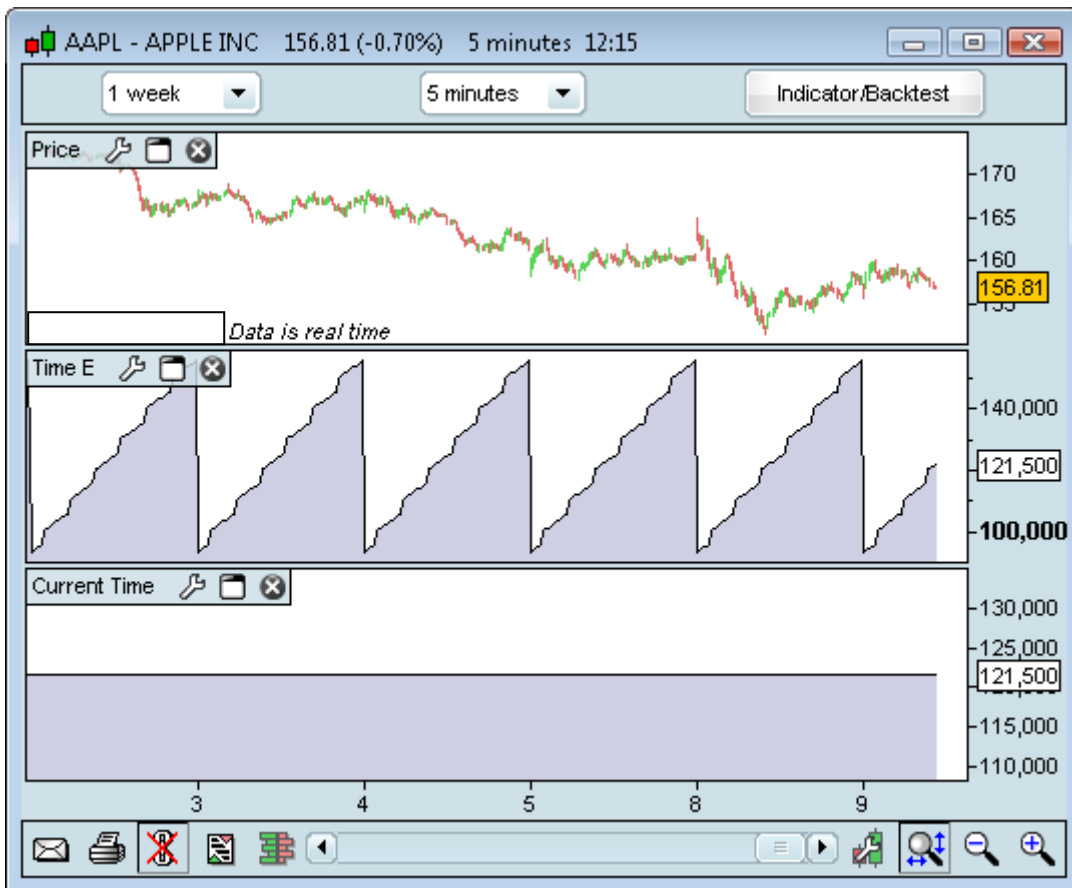 AAPL - APPLE INC 156.81 (-0.70%) 5 minutes 12:15
1 week 5 minutes Indicator/Backtest
Price
170
165
160
156.81
Data is real time
Time E
140,000
121,500
100,000
Current Time
130,000
125,000
121,500
115,000
110,000
3 4 5 8 9